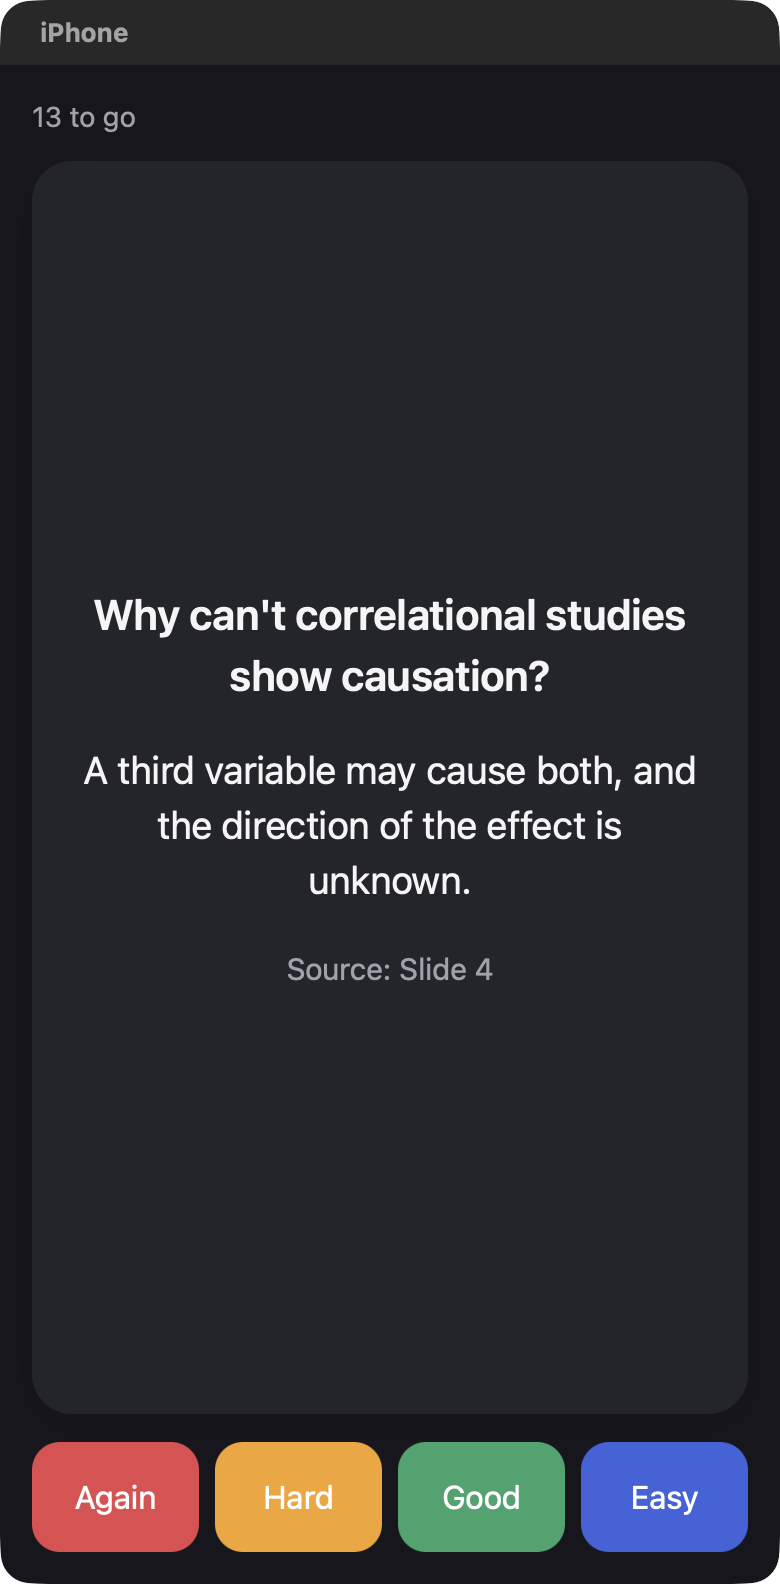 iPhone
13 to go
Why can't correlational studies
show causation?
A third variable may cause both, and
the direction of the effect is
unknown.
Source: Slide 4
Again
Hard
Good
Easy